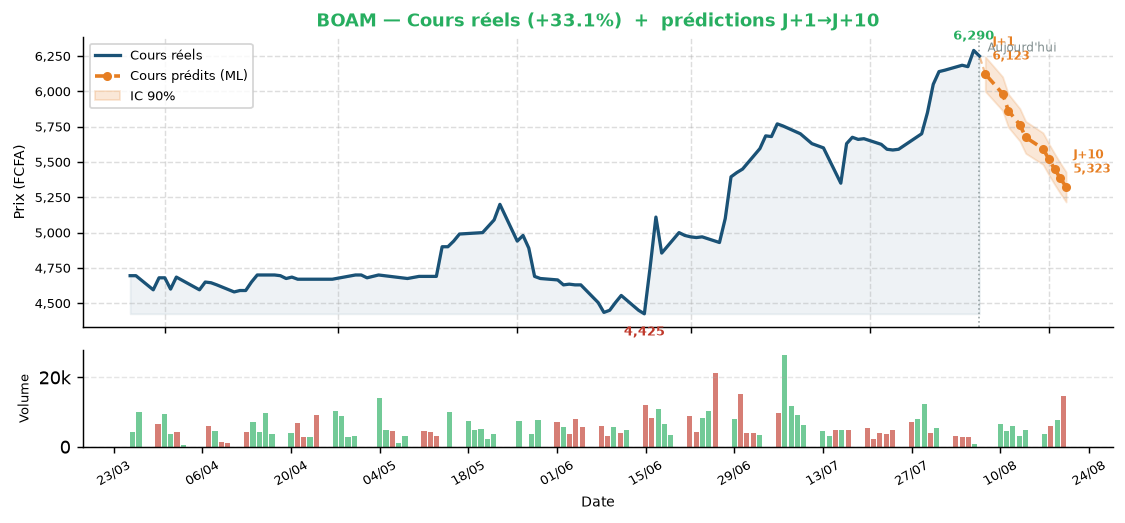 BOAM — Cours réels (+33.1%)  +  prédictions J+1→J+10
Cours réels
Cours prédits (ML)
IC 90%
6,290
J+1
6,123
Aujourd'hui
J+10
5,323
4,425
Prix (FCFA)
6,250
6,000
5,750
5,500
5,250
5,000
4,750
4,500
Volume
20k
0
23/03
06/04
20/04
04/05
18/05
01/06
15/06
29/06
13/07
27/07
10/08
24/08
Date